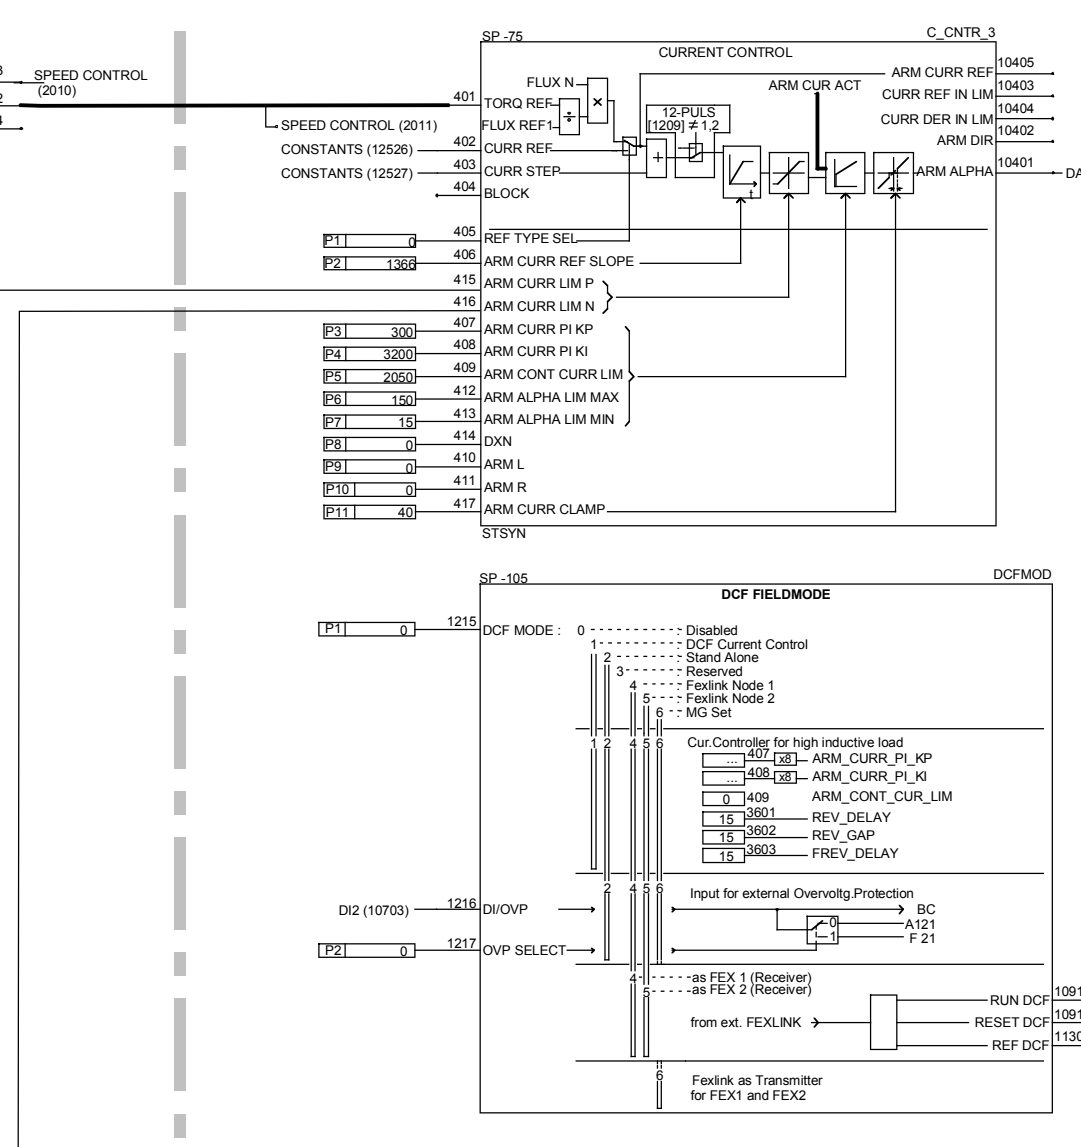 SP -75
C_CNTR_3
CURRENT CONTROL
3
SPEED CONTROL
(2010)
2
4
SPEED CONTROL (2011)
CONSTANTS (12526)
CONSTANTS (12527)
401 TORQ REF
FLUX REF1
402 CURR REF
403 CURR STEP
404 BLOCK
FLUX N
÷
×
+
12-PULS
[1209] ≠ 1,2
ARM CUR ACT
t
ARM CURR REF 10405
CURR REF IN LIM 10403
CURR DER IN LIM 10404
ARM DIR 10402
ARM ALPHA 10401
DA
P1 0 405 REF TYPE SEL
P2 1366 406 ARM CURR REF SLOPE
415 ARM CURR LIM P
416 ARM CURR LIM N
P3 300 407 ARM CURR PI KP
P4 3200 408 ARM CURR PI KI
P5 2050 409 ARM CONT CURR LIM
P6 150 412 ARM ALPHA LIM MAX
P7 15 413 ARM ALPHA LIM MIN
P8 0 414 DXN
P9 0 410 ARM L
P10 0 411 ARM R
P11 40 417 ARM CURR CLAMP
STSYN
SP -105
DCFMOD
DCF FIELDMODE
P1 0 1215 DCF MODE : 0 - - - - - - - - - : Disabled
1 - - - - - - - - : DCF Current Control
2 - - - - - - - : Stand Alone
3 - - - - - - : Reserved
4 - - - - : Fexlink Node 1
5 - - - : Fexlink Node 2
6 - - : MG Set
1 2 4 5 6 Cur.Controller for high inductive load
... 407 x8 ARM_CURR_PI_KP
... 408 x8 ARM_CURR_PI_KI
0 409 ARM_CONT_CUR_LIM
15 3601 REV_DELAY
15 3602 REV_GAP
15 3603 FREV_DELAY
2 4 5 6 Input for external Overvoltg.Protection
DI2 (10703) 1216 DI/OVP
BC
0 A121
1 F 21
P2 0 1217 OVP SELECT
4 - - - - - as FEX 1 (Receiver)
5 - - - - as FEX 2 (Receiver)
from ext. FEXLINK
RUN DCF 1091
RESET DCF 1091
REF DCF 1130
6 Fexlink as Transmitter
for FEX1 and FEX2